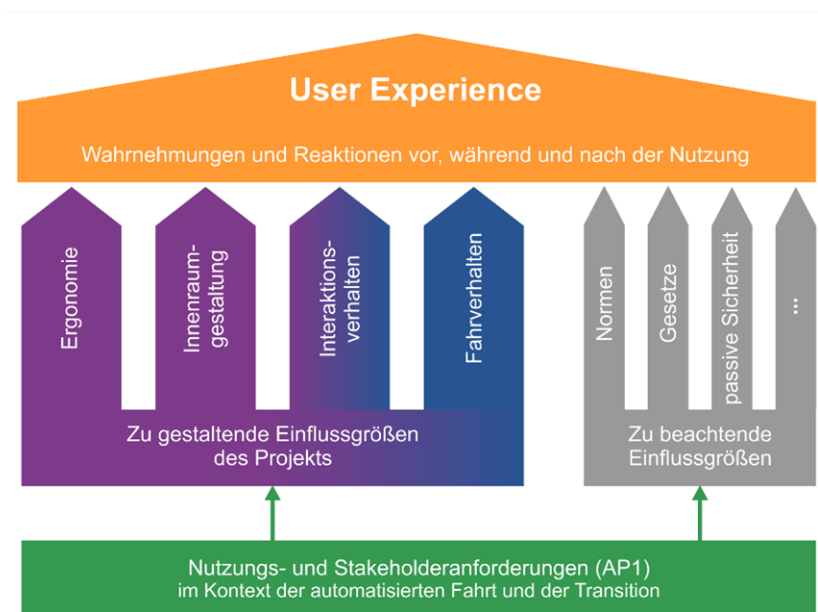 User Experience
Wahrnehmungen und Reaktionen vor, während und nach der Nutzung
Ergonomie
Innenraum-
gestaltung
Interaktions-
verhalten
Fahrverhalten
Normen
Gesetze
passive Sicherheit
...
Zu gestaltende Einflussgrößen
des Projekts
Zu beachtende
Einflussgrößen
Nutzungs- und Stakeholderanforderungen (AP1)
im Kontext der automatisierten Fahrt und der Transition